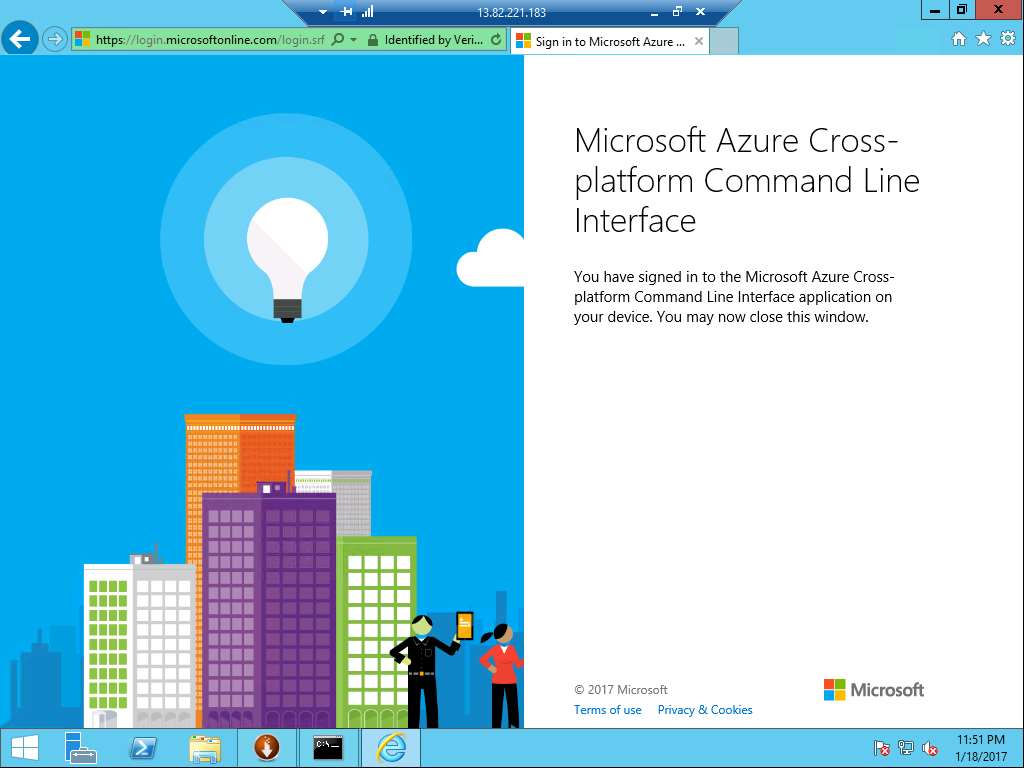 13.82.221.183
https://login.microsoftonline.com/login.srf
Identified by Veri...
Sign in to Microsoft Azure ...
Microsoft Azure Cross-
platform Command Line
Interface
You have signed in to the Microsoft Azure Cross-
platform Command Line Interface application on
your device. You may now close this window.
© 2017 Microsoft
Microsoft
Terms of use
Privacy & Cookies
11:51 PM
1/18/2017